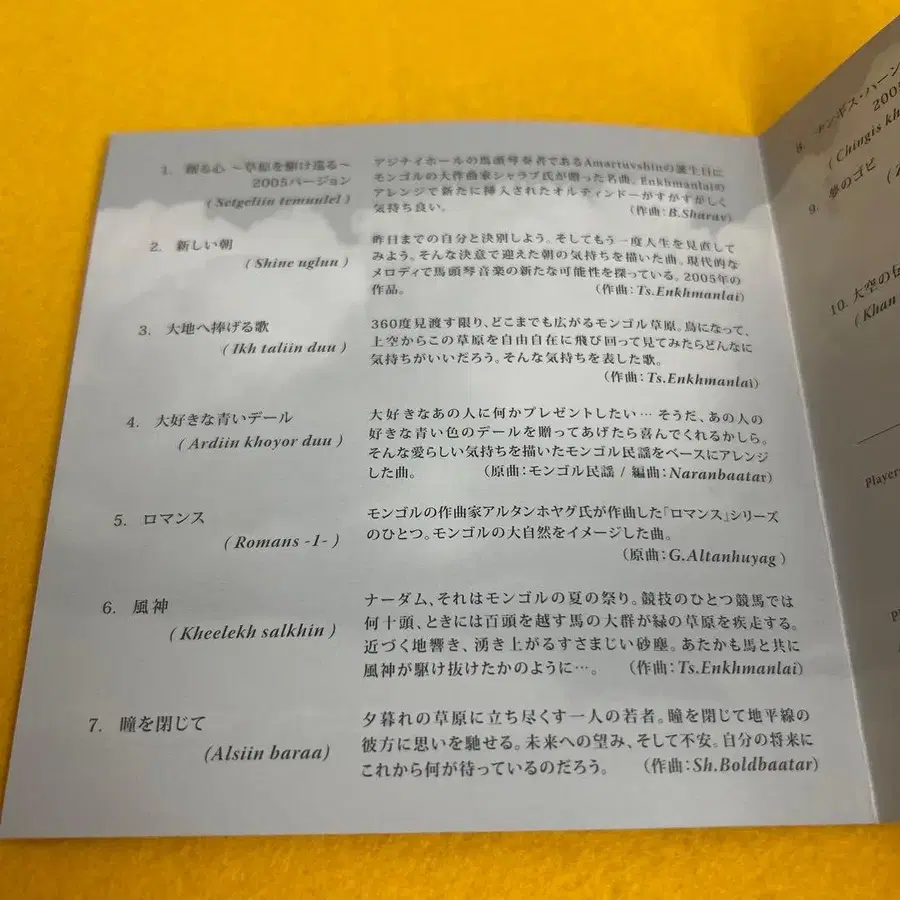 1. 躍る心 〜草原を駆け巡る〜
2005バージョン
( Setgeliin temuulel )
アジナイホールの馬頭琴奏者であるAmartuvshinの誕生日に
モンゴルの大作曲家シャラブ氏が贈った名曲。Enkhmanlaiの
アレンジで新たに挿入されたオルティンドーがすがすがしく
気持ち良い。 (作曲:B.Sharav)
2. 新しい朝
( Shine ugluu )
昨日までの自分と決別しよう。そしてもう一度人生を見直して
みよう。そんな決意で迎えた朝の気持ちを描いた曲。現代的な
メロディで馬頭琴音楽の新たな可能性を探っている。2005年の
作品。 (作曲:Ts.Enkhmanlai)
3. 大地へ捧げる歌
( Ikh taliin duu )
360度見渡す限り、どこまでも広がるモンゴル草原。鳥になって、
上空からこの草原を自由自在に飛び回って見てみたらどんなに
気持ちがいいだろう。そんな気持ちを表した歌。
(作曲:Ts.Enkhmanlai)
4. 大好きな青いデール
( Ardiin khoyor duu )
大好きなあの人に何かプレゼントしたい… そうだ、あの人の
好きな青い色のデールを贈ってあげたら喜んでくれるかしら。
そんな愛らしい気持ちを描いたモンゴル民謡をベースにアレンジ
した曲。 (原曲:モンゴル民謡 / 編曲:Naranbaatar)
5. ロマンス
( Romans -1- )
モンゴルの作曲家アルタンホヤグ氏が作曲した「ロマンス」シリーズ
のひとつ。モンゴルの大自然をイメージした曲。
(原曲:G.Altanhuyag )
6. 風神
( Kheelekh salkhin )
ナーダム、それはモンゴルの夏の祭り。競技のひとつ競馬では
何十頭、ときには百頭を越す馬の大群が緑の草原を疾走する。
近づく地響き、湧き上がるすさまじい砂塵。あたかも馬と共に
風神が駆け抜けたかのように…。 (作曲:Ts.Enkhmanlai)
7. 瞳を閉じて
(Alsiin baraa)
夕暮れの草原に立ち尽くす一人の若者。瞳を閉じて地平線の
彼方に思いを馳せる。未来への望み、そして不安。自分の将来に
これから何が待っているのだろう。 (作曲:Sh.Boldbaatar)
8. チンギス・ハーン
2005
( Chingis kh
9. 夢のゴビ
10. 大空の伝
(Khan
Player